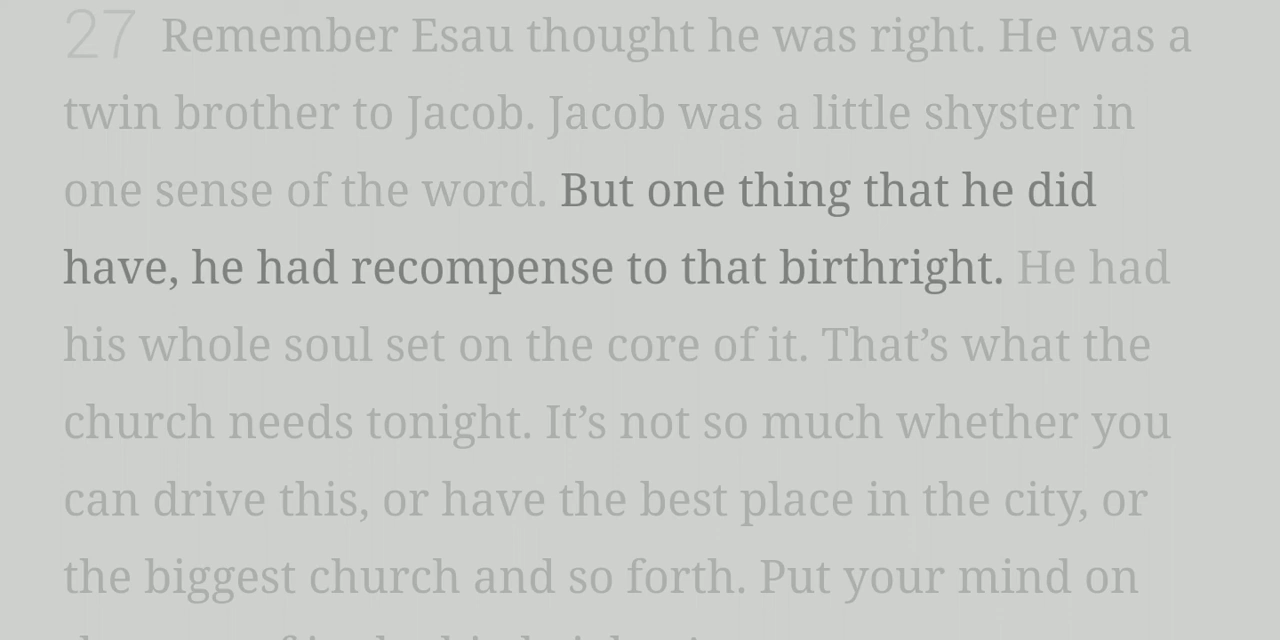 27 Remember Esau thought he was right. He was a
twin brother to Jacob. Jacob was a little shyster in
one sense of the word. But one thing that he did
have, he had recompense to that birthright. He had
his whole soul set on the core of it. That’s what the
church needs tonight. It’s not so much whether you
can drive this, or have the best place in the city, or
the biggest church and so forth. Put your mind on